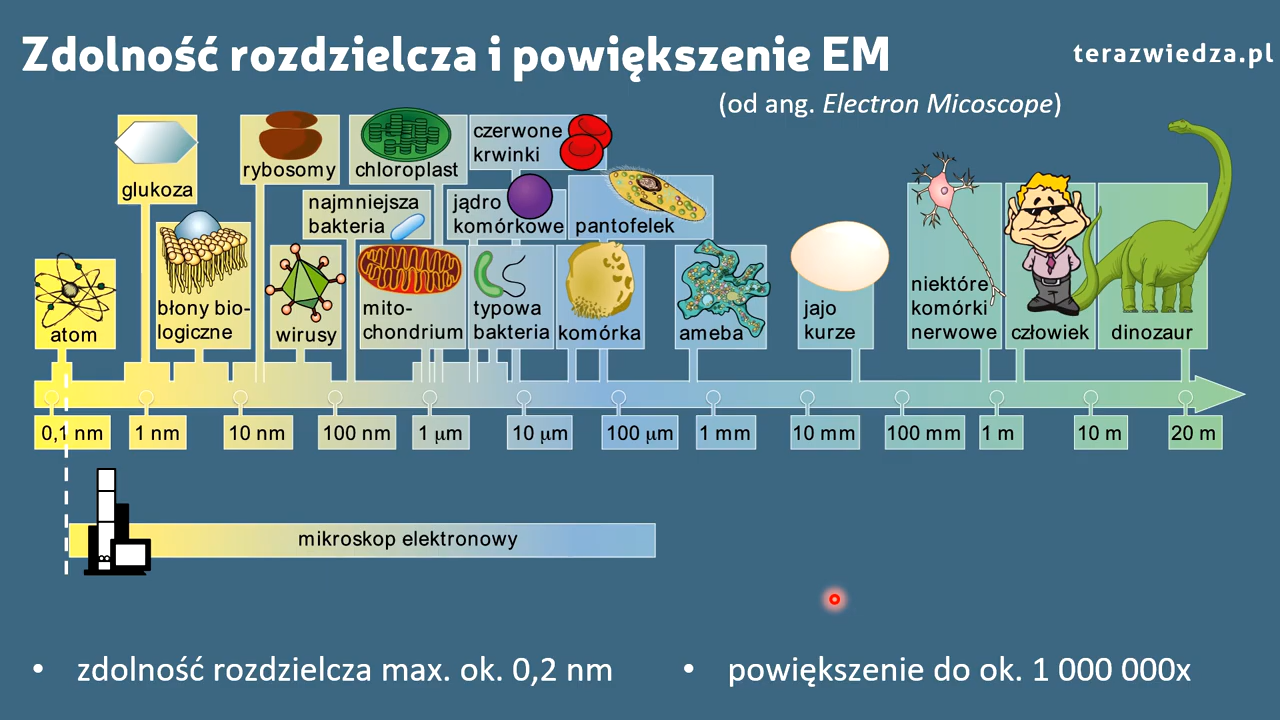 Zdolność rozdzielcza i powiększenie EM
terazwiedza.pl
(od ang. Electron Micoscope)
glukoza
rybosomy
chloroplast
czerwone
krwinki
najmniejsza
bakteria
jądro
komórkowe
pantofelek
atom
błony bio-
logiczne
wirusy
mito-
chondrium
typowa
bakteria
komórka
ameba
jajo
kurze
niektóre
komórki
nerwowe
człowiek
dinozaur
0,1 nm
1 nm
10 nm
100 nm
1 µm
10 µm
100 µm
1 mm
10 mm
100 mm
1 m
10 m
20 m
mikroskop elektronowy
• zdolność rozdzielcza max. ok. 0,2 nm
• powiększenie do ok. 1 000 000x